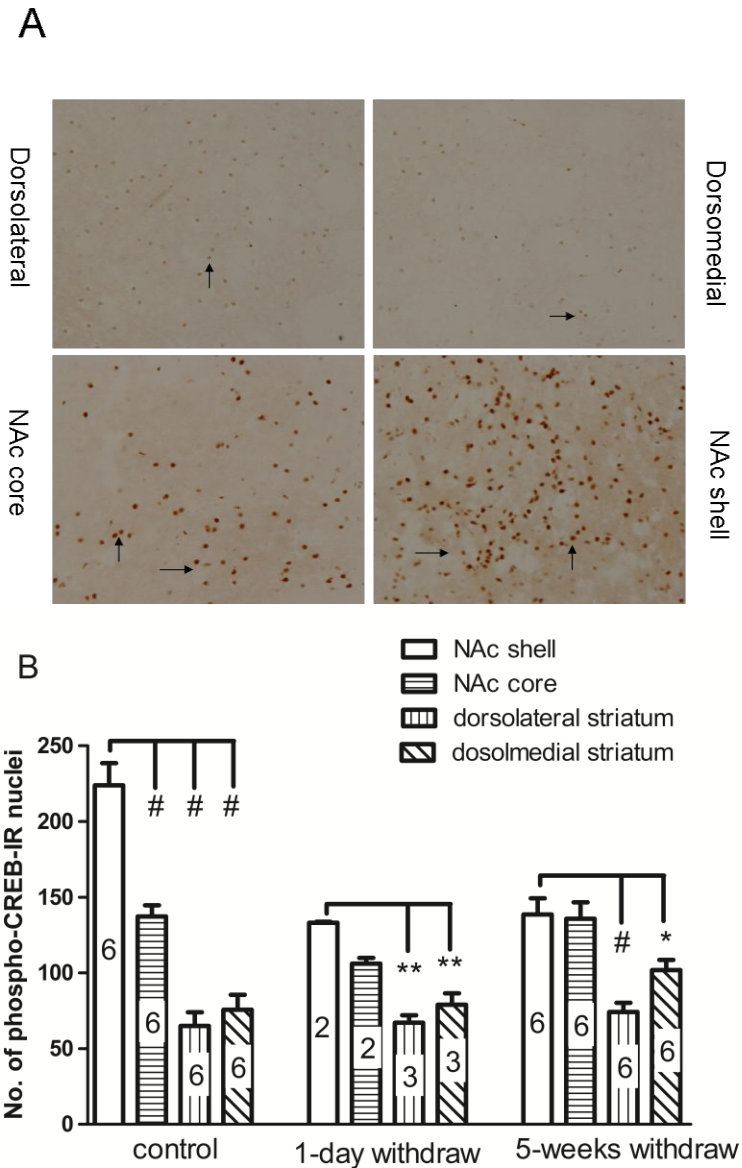 A
Dorsolateral
Dorsomedial
NAc core
NAc shell
B
NAc shell
NAc core
dorsolateral striatum
dosolmedial striatum
No. of phospho-CREB-IR nuclei
250
200
150
100
50
0
# # #
** **
# *
6 6 6 6
2 2 3 3
6 6 6 6
control 1-day withdraw 5-weeks withdraw